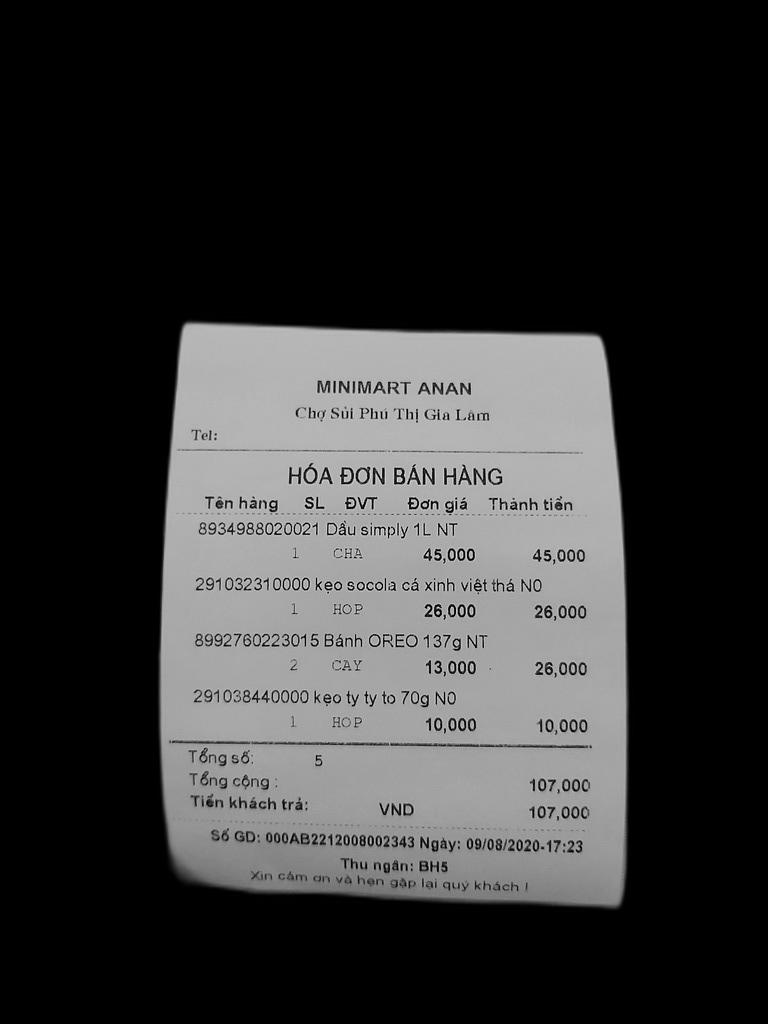 MINIMART ANAN
Chợ Sủi Phú Thị Gia Lâm
Tel:
HÓA ĐƠN BÁN HÀNG
Tên hàng SL ĐVT Đơn giá Thành tiền
8934988020021 Dầu simply 1L NT
1 CHA 45,000 45,000
291032310000 kẹo socola cá xinh việt thá N0
1 HOP 26,000 26,000
8992760223015 Bánh OREO 137g NT
2 CAY 13,000 26,000
291038440000 kẹo ty ty to 70g N0
1 HOP 10,000 10,000
Tổng số: 5
Tổng cộng : 107,000
Tiền khách trả: VND 107,000
Số GD: 000AB2212008002343 Ngày: 09/08/2020-17:23
Thu ngân: BH5
Xin cảm ơn và hẹn gặp lại quý khách !